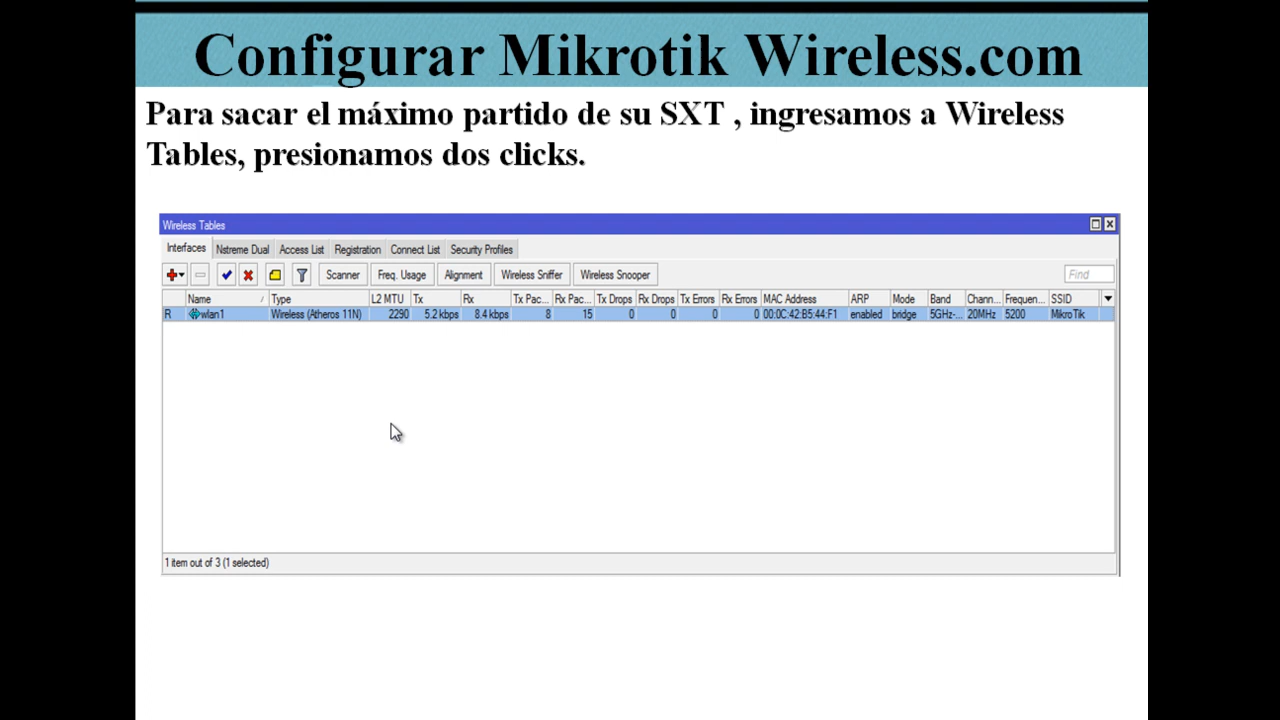 Configurar Mikrotik Wireless.com
Para sacar el máximo partido de su SXT , ingresamos a Wireless
Tables, presionamos dos clicks.
Wireless Tables
Interfaces Nstreme Dual Access List Registration Connect List Security Profiles
Scanner Freq. Usage Alignment Wireless Sniffer Wireless Snooper Find
Name / Type L2 MTU Tx Rx Tx Pac... Rx Pac... Tx Drops Rx Drops Tx Errors Rx Errors MAC Address ARP Mode Band Chann... Frequen... SSID
R wlan1 Wireless (Atheros 11N) 2290 5.2 kbps 8.4 kbps 8 15 0 0 0 0 00:0C:42:B5:44:F1 enabled bridge 5GHz-... 20MHz 5200 MikroTik
1 item out of 3 (1 selected)